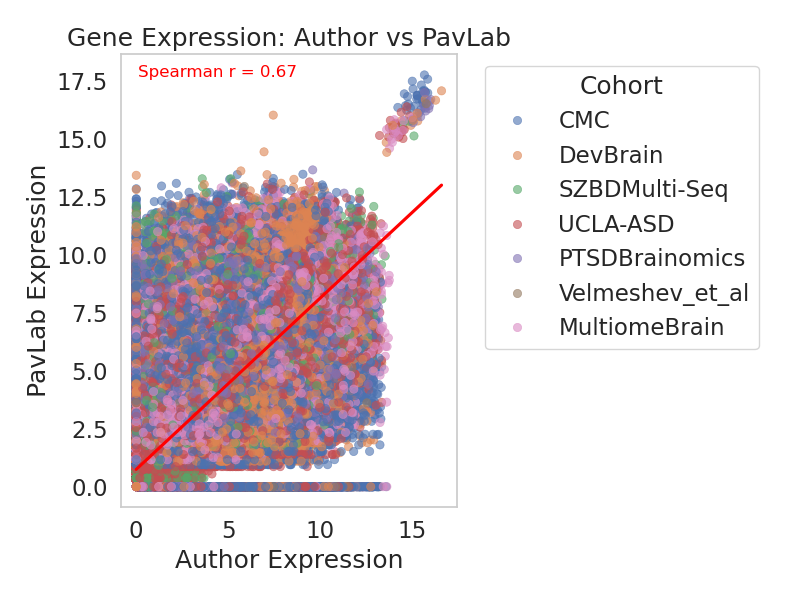 Gene Expression: Author vs PavLab
Spearman r = 0.67
PavLab Expression
17.5
15.0
12.5
10.0
7.5
5.0
2.5
0.0
0
5
10
15
Author Expression
Cohort
CMC
DevBrain
SZBDMulti-Seq
UCLA-ASD
PTSDBrainomics
Velmeshev_et_al
MultiomeBrain